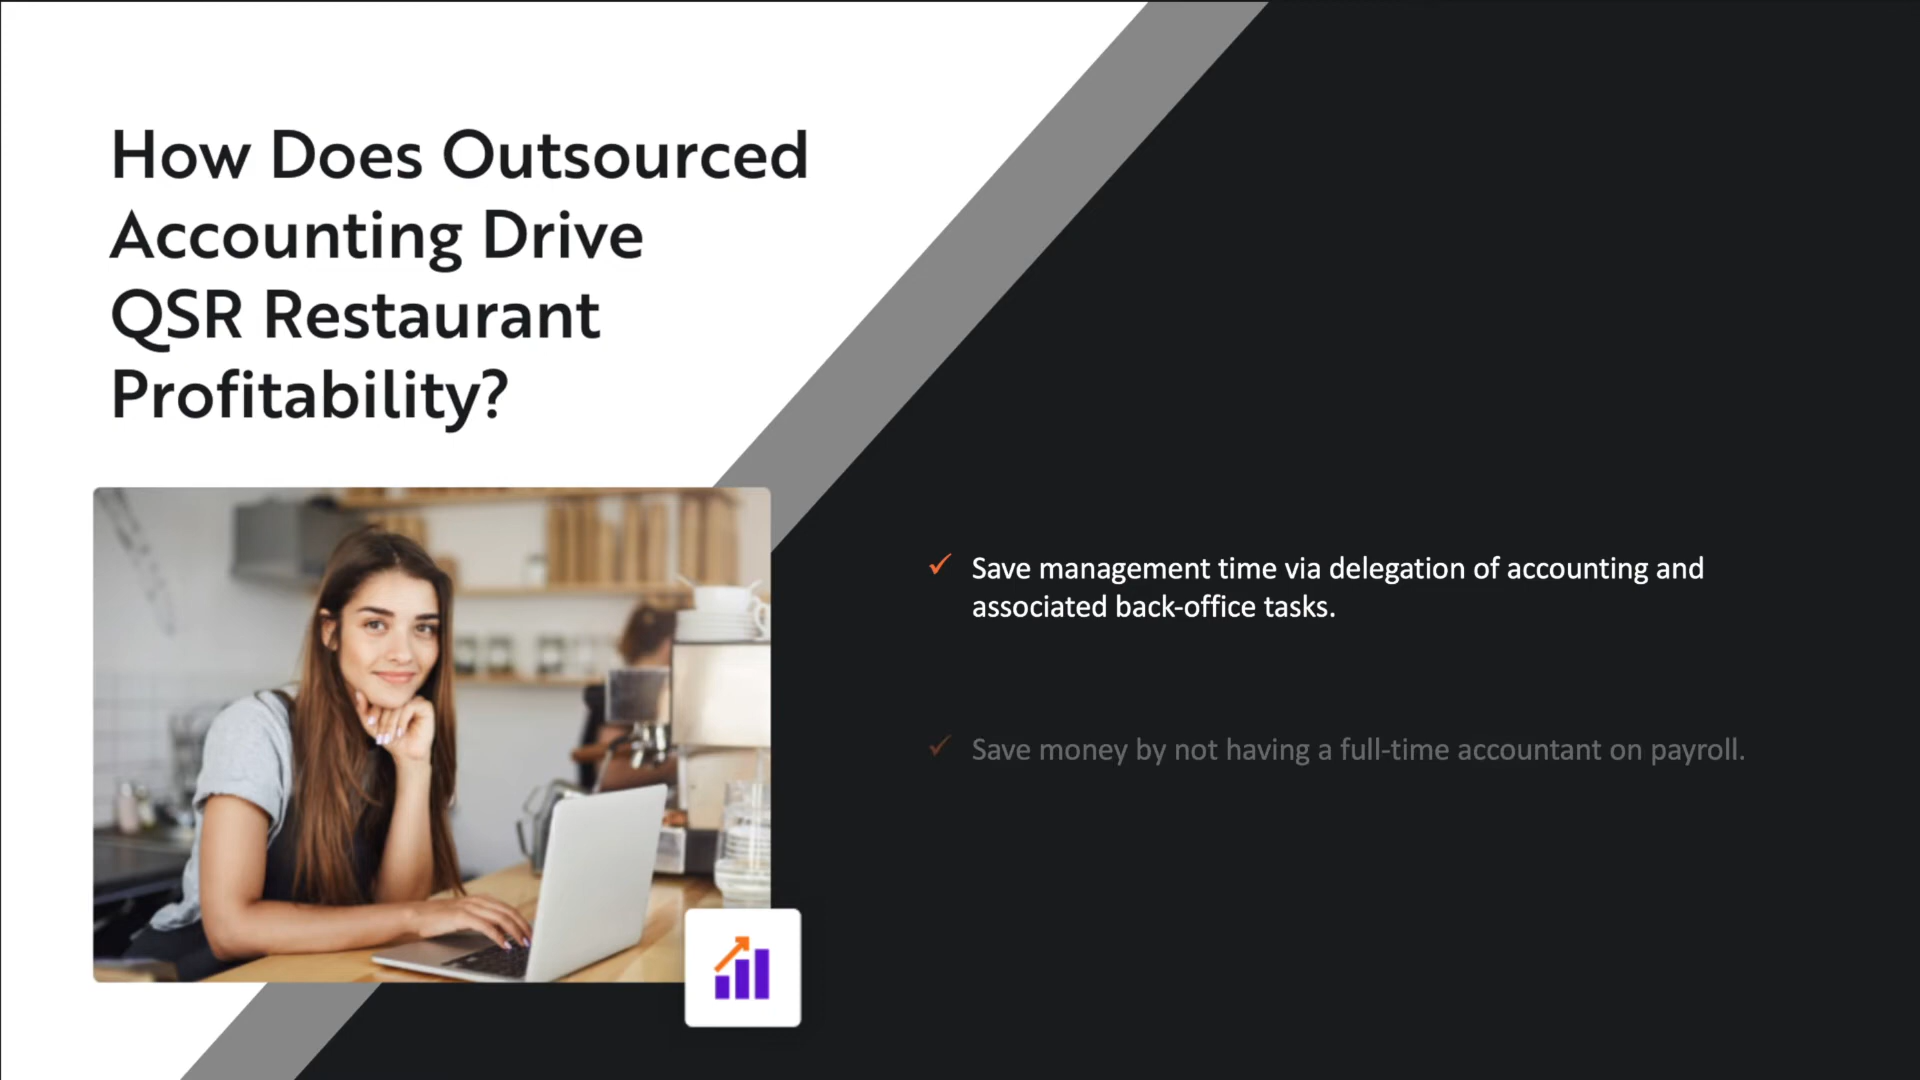 How Does Outsourced
Accounting Drive
QSR Restaurant
Profitability?
✓ Save management time via delegation of accounting and
associated back-office tasks.
✓ Save money by not having a full-time accountant on payroll.